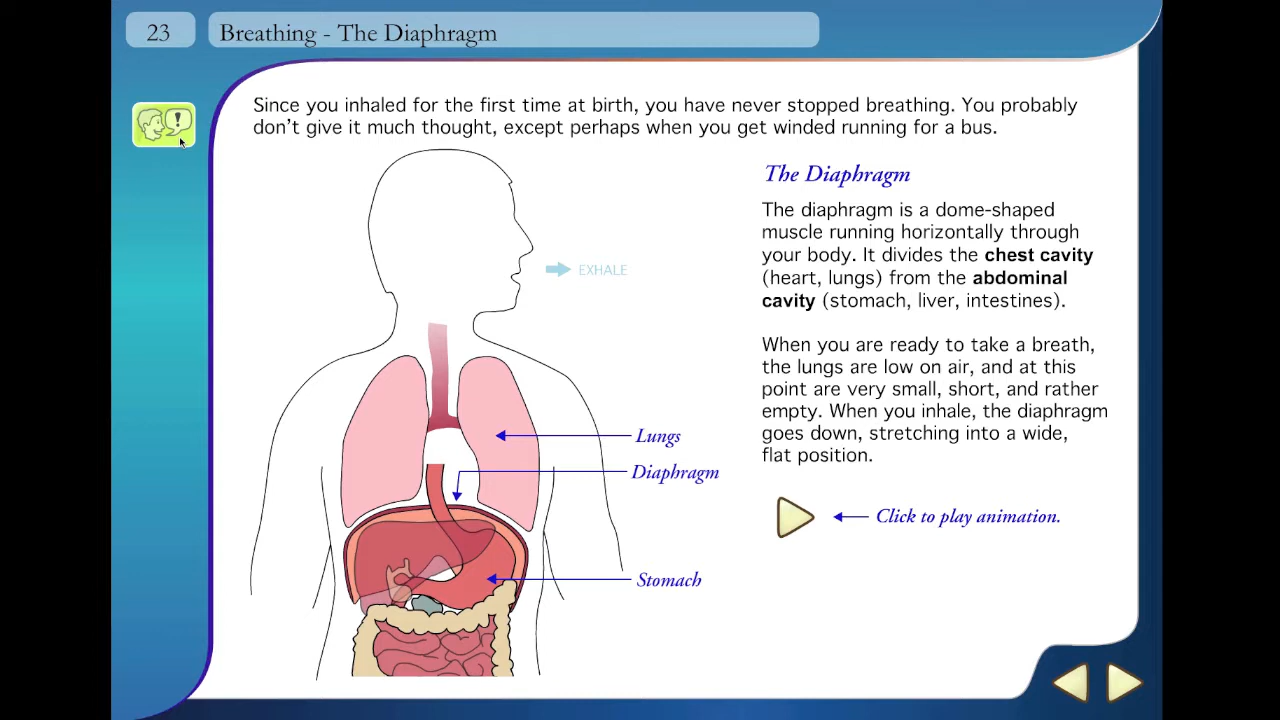 23
Breathing - The Diaphragm
Since you inhaled for the first time at birth, you have never stopped breathing. You probably
don't give it much thought, except perhaps when you get winded running for a bus.
EXHALE
Lungs
Diaphragm
Stomach
The Diaphragm
The diaphragm is a dome-shaped
muscle running horizontally through
your body. It divides the chest cavity
(heart, lungs) from the abdominal
cavity (stomach, liver, intestines).
When you are ready to take a breath,
the lungs are low on air, and at this
point are very small, short, and rather
empty. When you inhale, the diaphragm
goes down, stretching into a wide,
flat position.
Click to play animation.